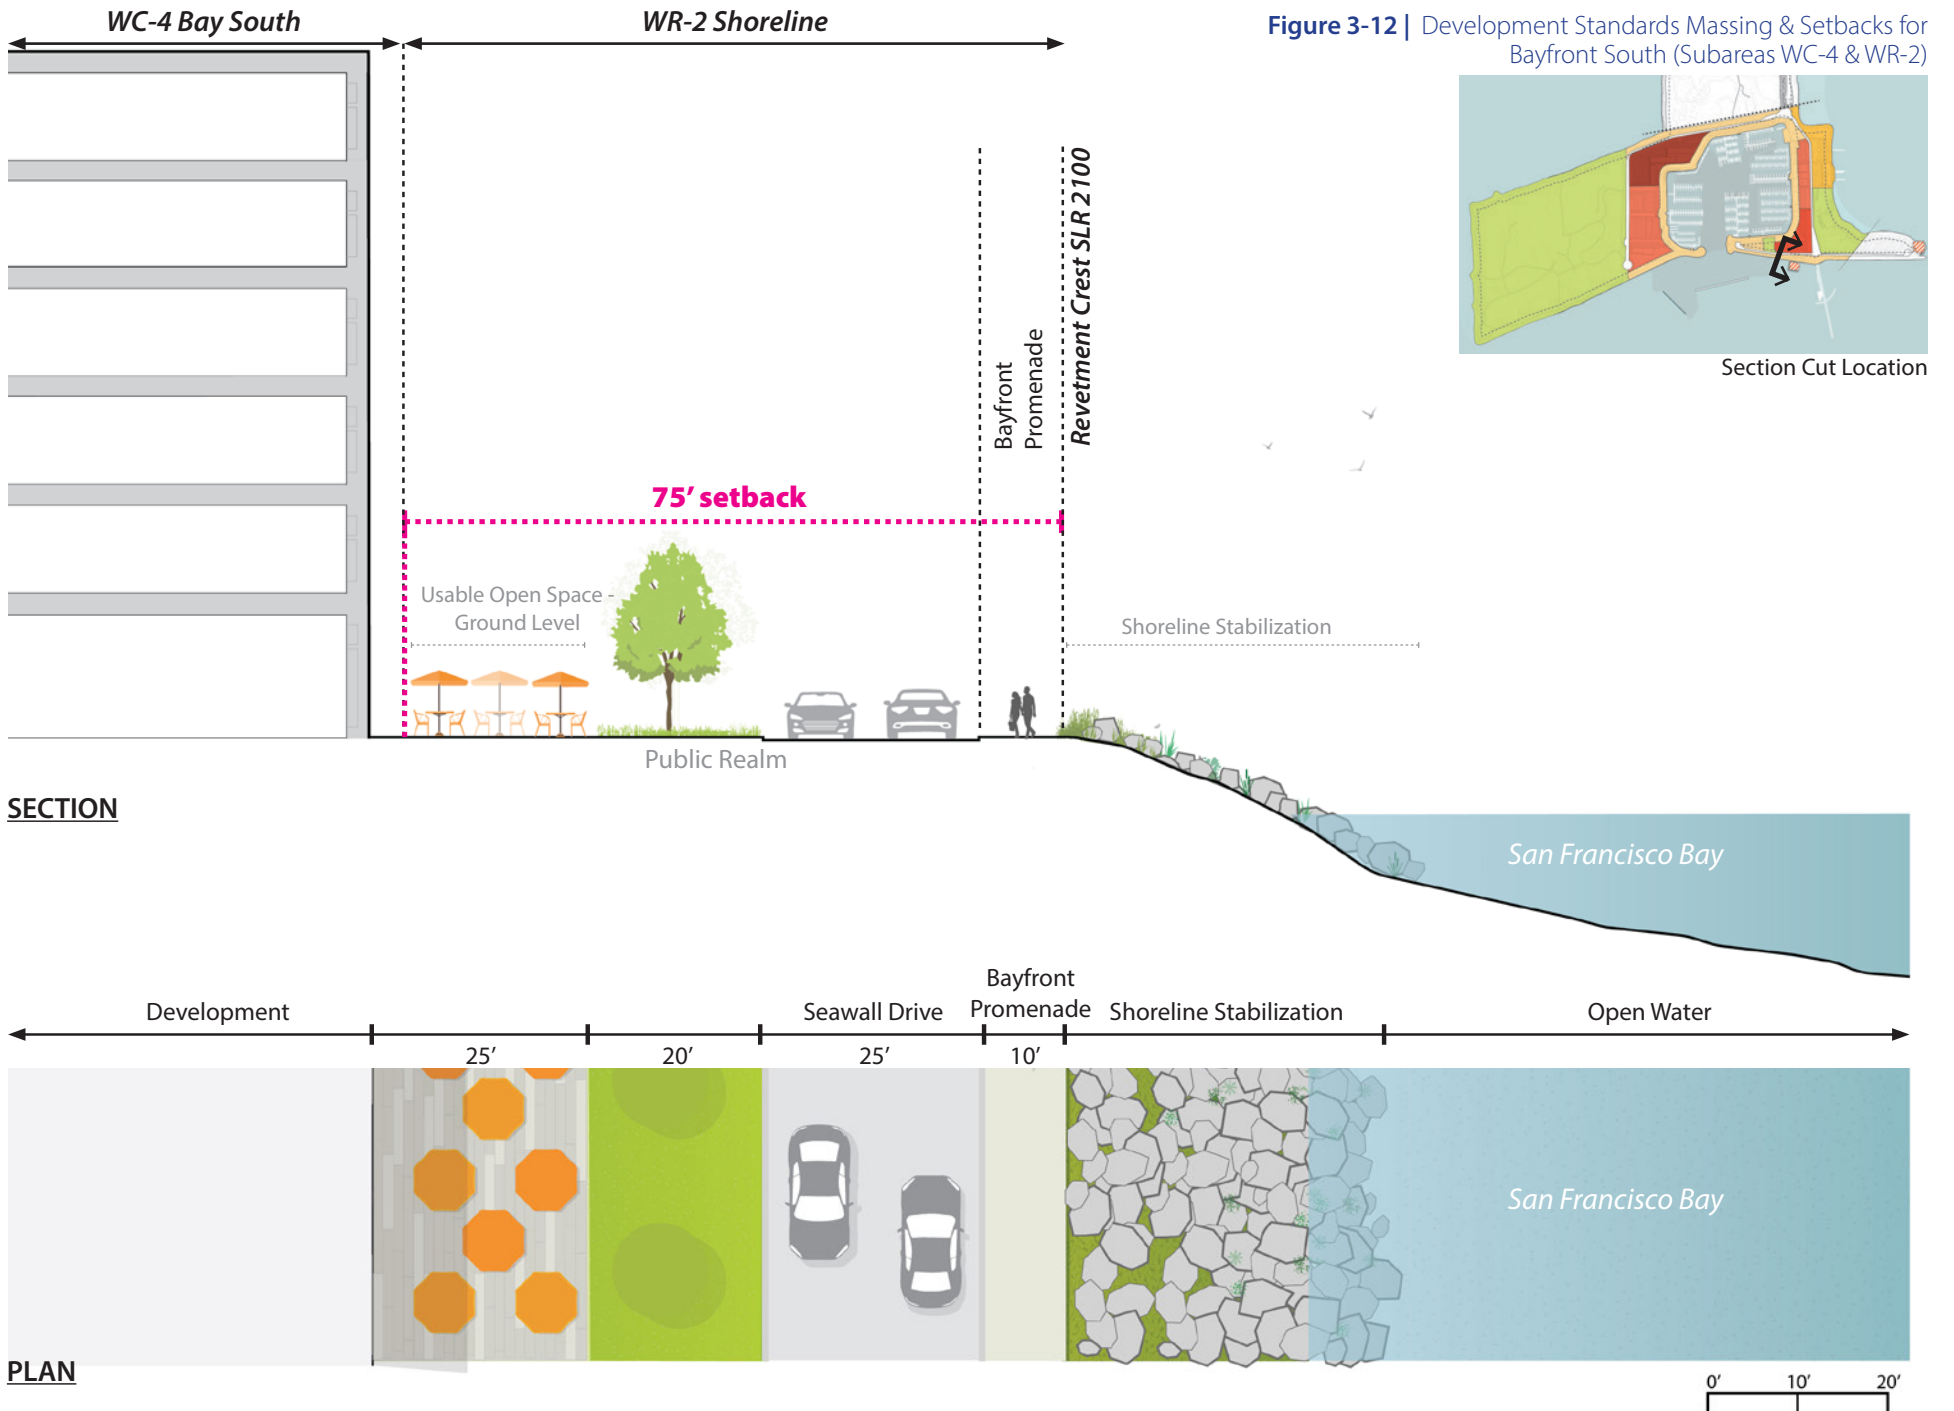 WC-4 Bay South
WR-2 Shoreline
Figure 3-12 | Development Standards Massing & Setbacks for
Bayfront South (Subareas WC-4 & WR-2)
Section Cut Location
Bayfront
Promenade
Revetment Crest SLR 2100
75’ setback
Usable Open Space -
Ground Level
Shoreline Stabilization
Public Realm
SECTION
San Francisco Bay
Development
Seawall Drive
Bayfront
Promenade
Shoreline Stabilization
Open Water
25’
20’
25’
10’
San Francisco Bay
PLAN
0’
10’
20’